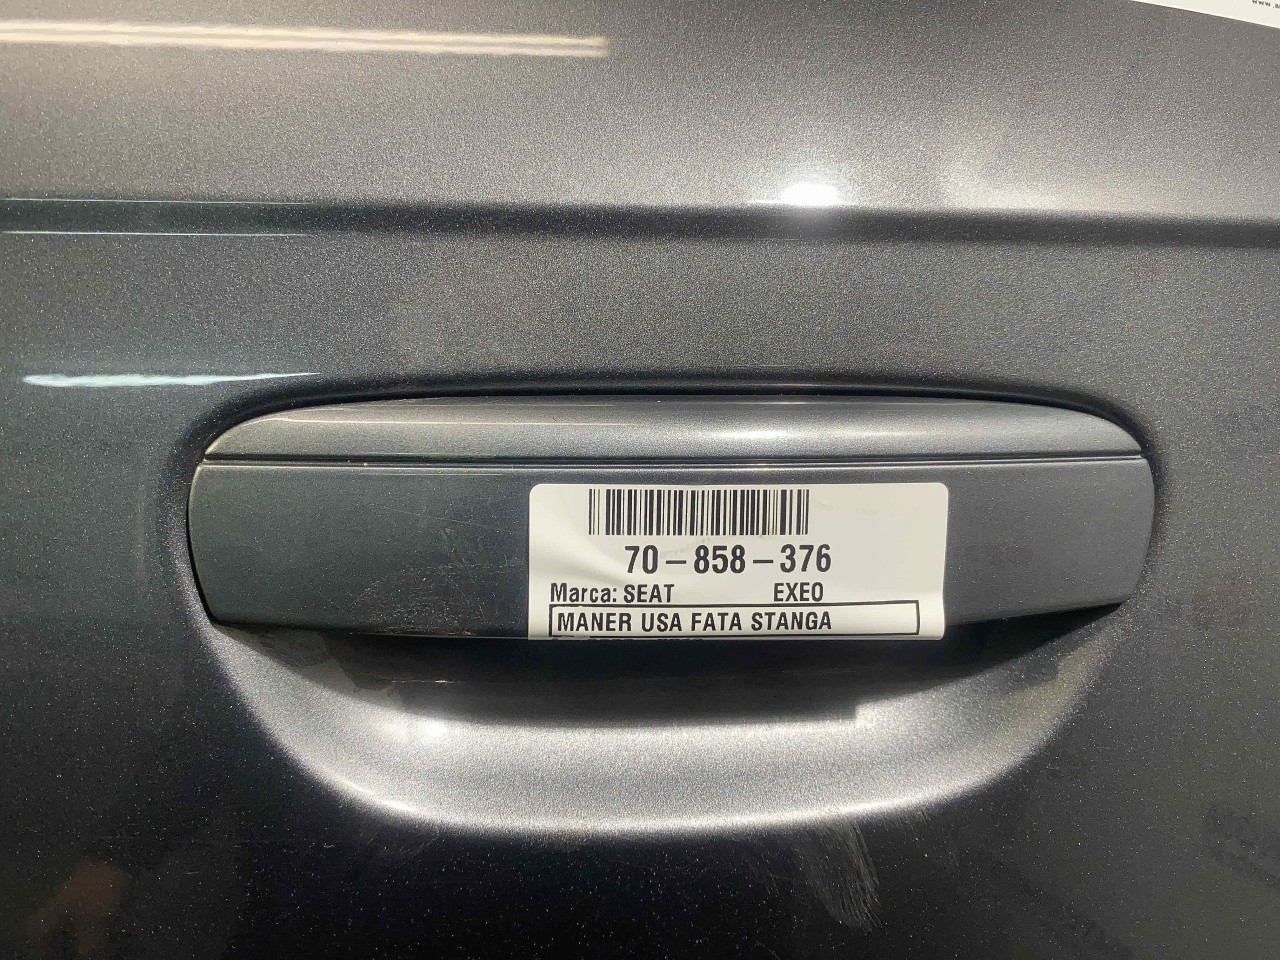 70-858-376
Marca: SEAT EXEO
MANER USA FATA STANGA